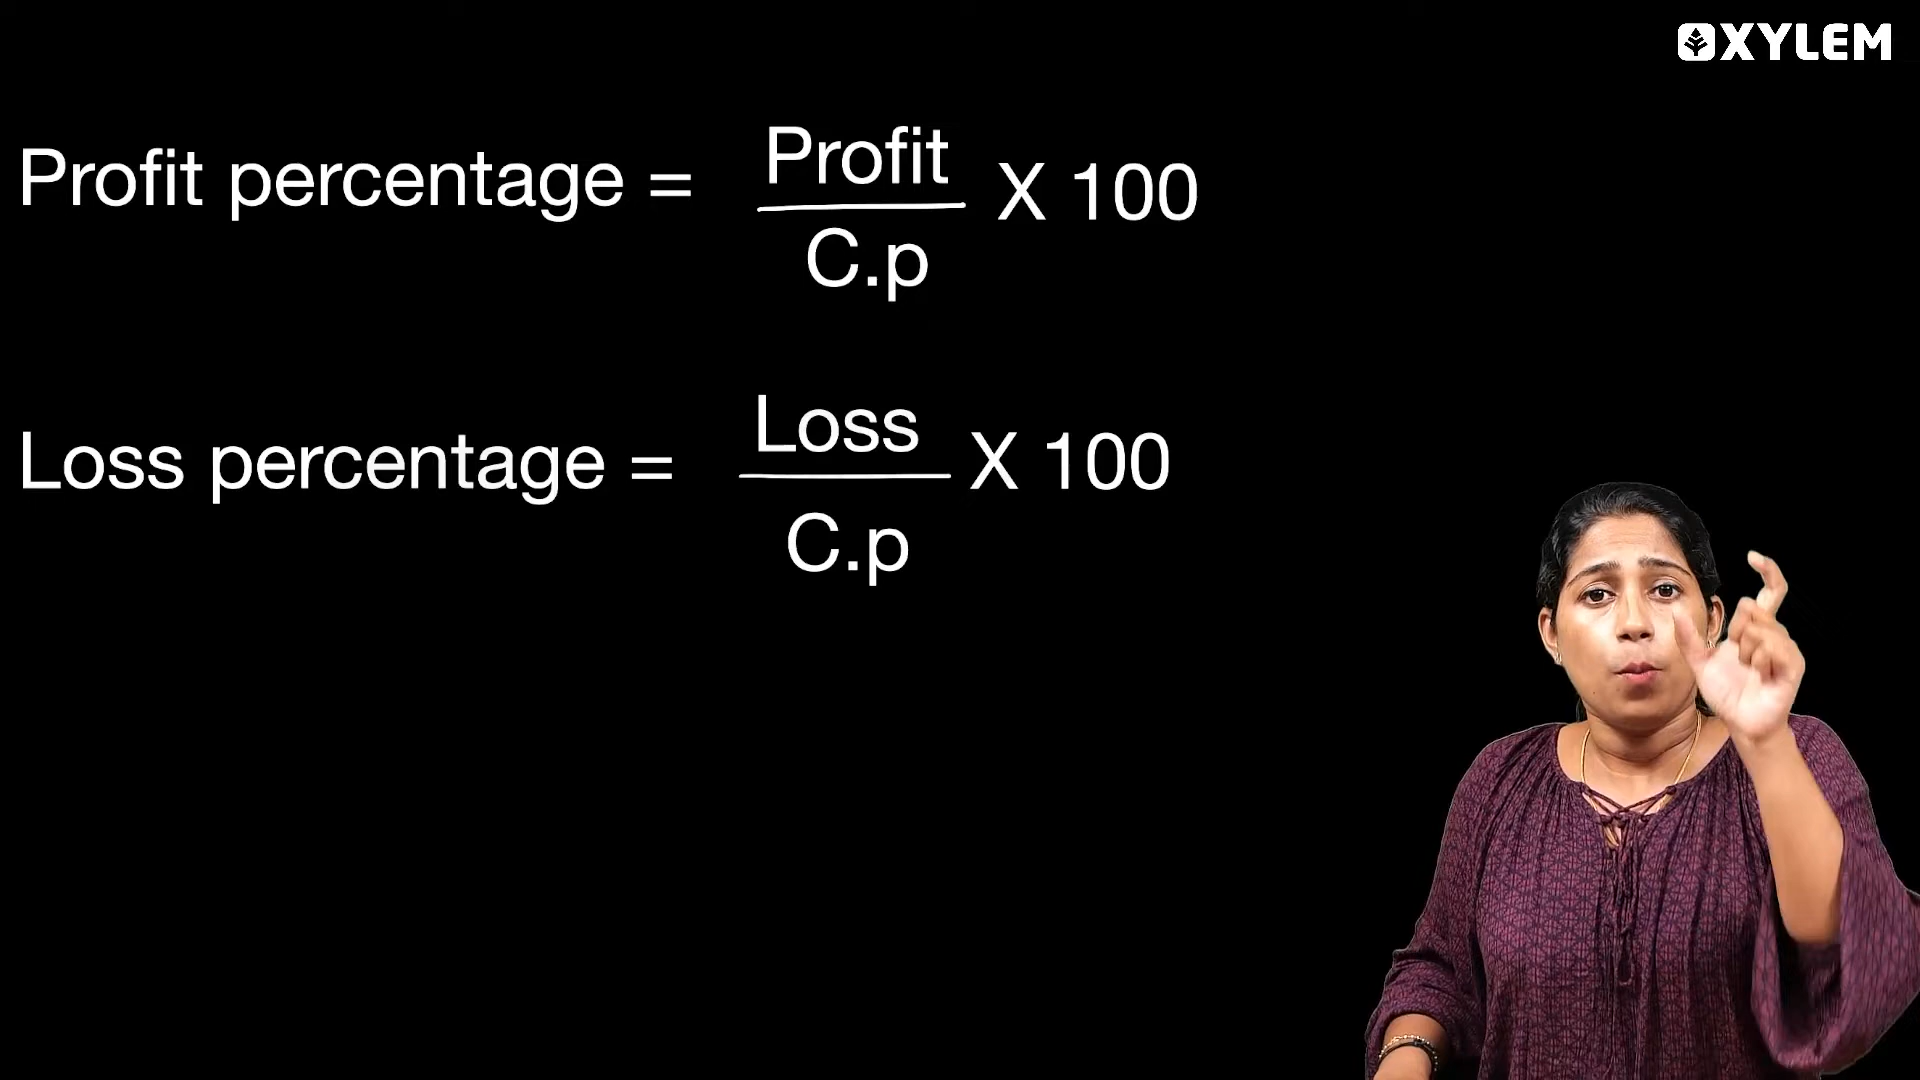 XYLEM
Profit percentage = Profit / C.p X 100
Loss percentage = Loss / C.p X 100